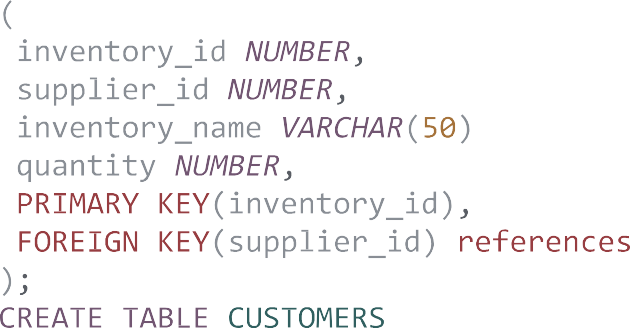 (
inventory_id NUMBER,
supplier_id NUMBER,
inventory_name VARCHAR(50)
quantity NUMBER,
PRIMARY KEY(inventory_id),
FOREIGN KEY(supplier_id) references
);
CREATE TABLE CUSTOMERS